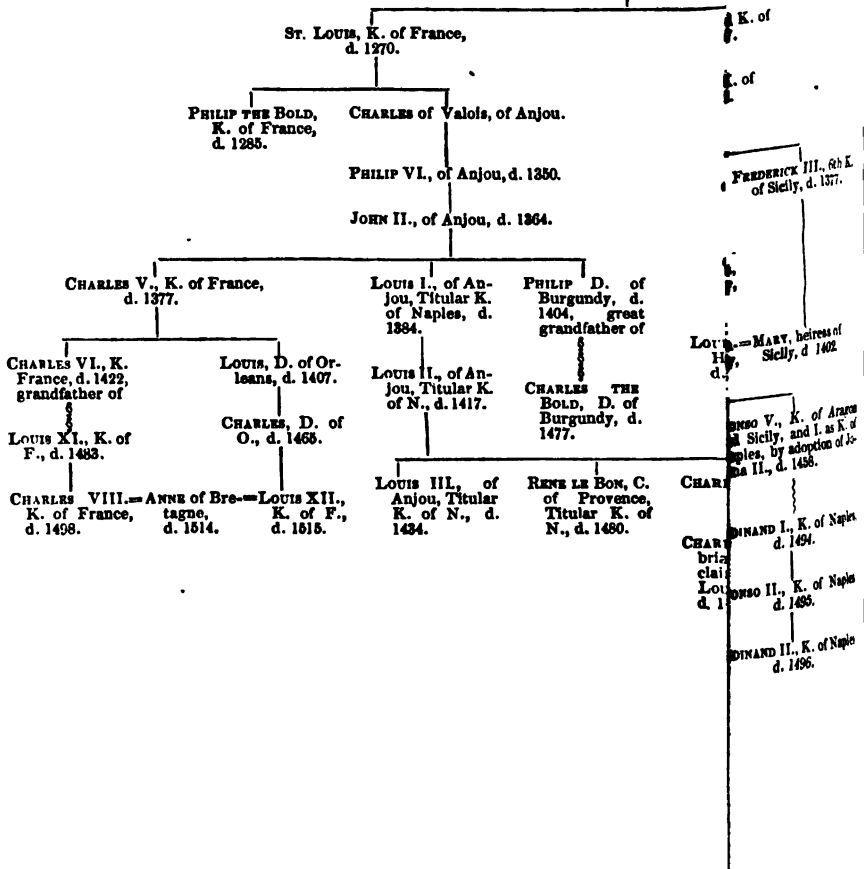 K. of
ST. LOUIS, K. of France,
d. 1270.
K. of
PHILIP THE BOLD,
K. of France,
d. 1285.
CHARLES of Valois, of Anjou.
PHILIP VI., of Anjou, d. 1350.
FREDERICK III., 6th K.
of Sicily, d. 1377.
JOHN II., of Anjou, d. 1364.
CHARLES V., K. of France,
d. 1377.
LOUIS I., of An-
jou, Titular K.
of Naples, d.
1384.
PHILIP D. of
Burgundy, d.
1404, great
grandfather of
MARY, heiress of
Sicily, d 1402
CHARLES VI., K.
France, d. 1422,
grandfather of
LOUIS, D. of Or-
leans, d. 1407.
LOUIS II., of An-
jou, Titular K.
of N., d. 1417.
CHARLES THE
BOLD, D. of
Burgundy, d.
1477.
LOUIS XI., K. of
F., d. 1483.
CHARLES, D. of
O., d. 1465.
V., K. of Aragon
Sicily, and I. as K. of
by adoption of Jo-
II., d. 1458.
CHARLES VIII.=
K. of France,
d. 1498.
ANNE of Bre-=
tagne,
d. 1514.
LOUIS XII.,
K. of F.,
d. 1515.
LOUIS III., of
Anjou, Titular
K. of N., d.
1434.
RENE LE BON, C.
of Provence,
Titular K. of
N., d. 1480.
I., K. of Naples
d. 1494.
II., K. of Naples
d. 1495.
II., K. of Naples
d. 1496.